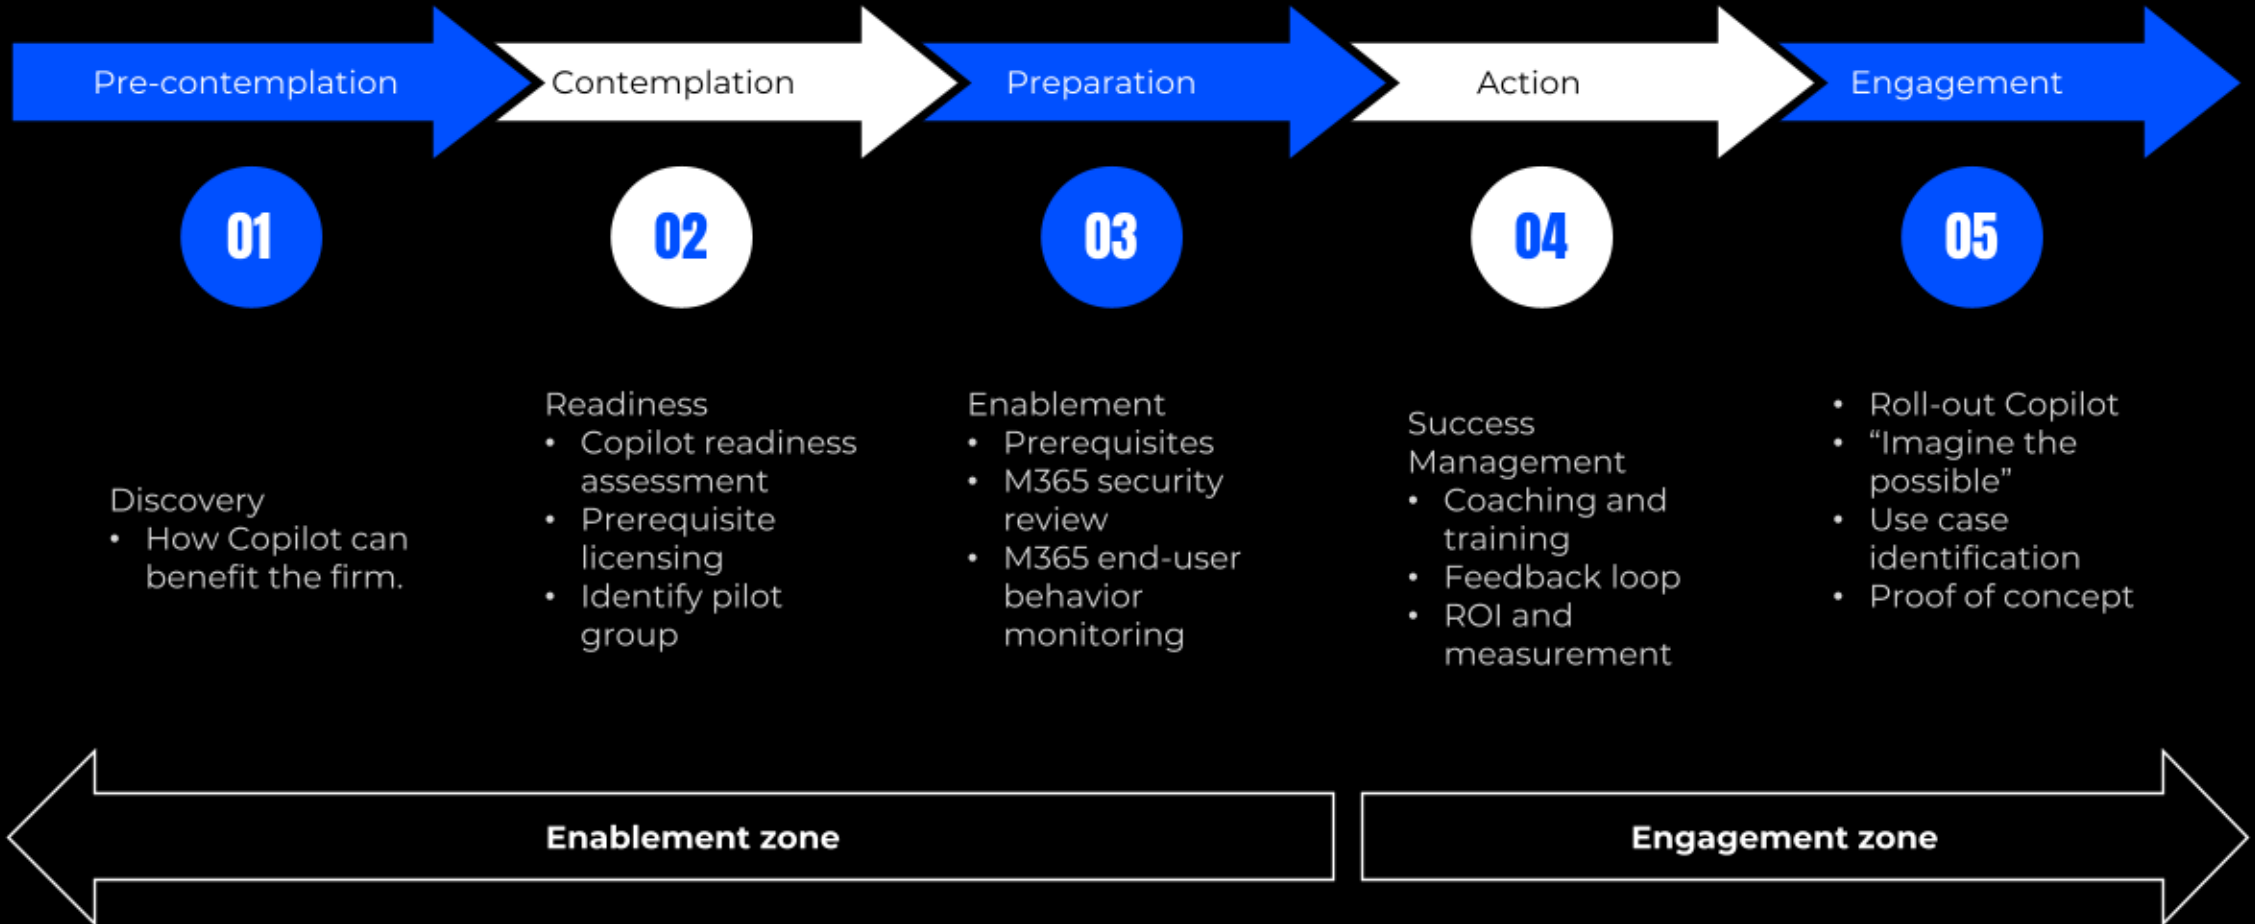 Pre-contemplation
Contemplation
Preparation
Action
Engagement
01
02
03
04
05
Discovery
• How Copilot can
benefit the firm.
Readiness
• Copilot readiness
assessment
• Prerequisite
licensing
• Identify pilot
group
Enablement
• Prerequisites
• M365 security
review
• M365 end-user
behavior
monitoring
Success
Management
• Coaching and
training
• Feedback loop
• ROI and
measurement
• Roll-out Copilot
• “Imagine the
possible”
• Use case
identification
• Proof of concept
Enablement zone
Engagement zone